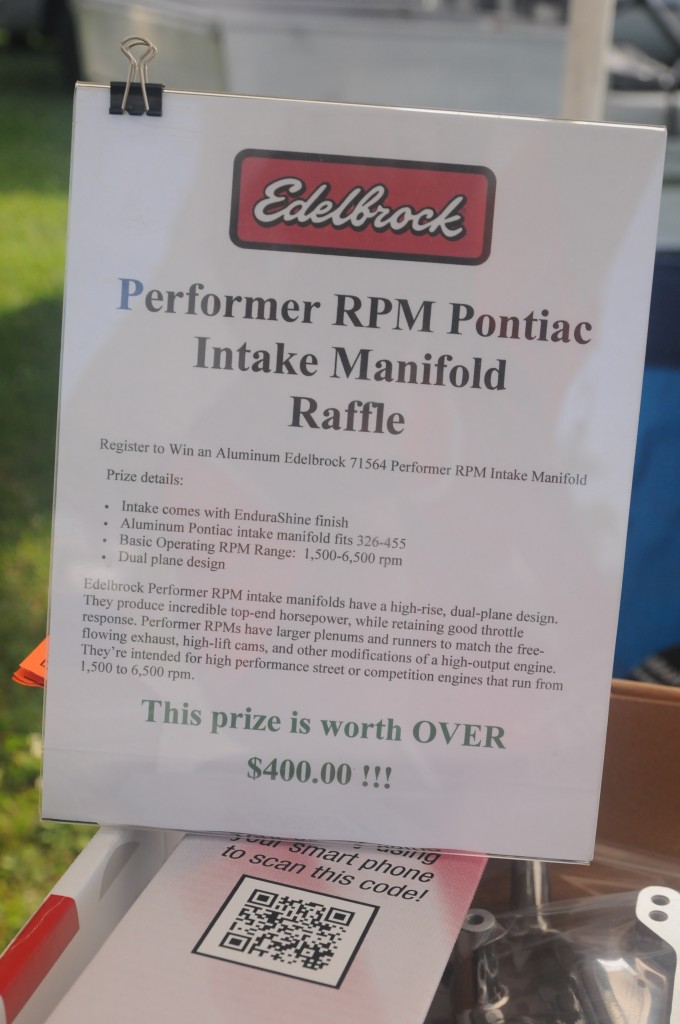 Edelbrock
Performer RPM Pontiac
Intake Manifold
Raffle
Register to Win an Aluminum Edelbrock 71564 Performer RPM Intake Manifold
Prize details:
• Intake comes with EnduraShine finish
• Aluminum Pontiac intake manifold fits 326-455
• Basic Operating RPM Range: 1,500-6,500 rpm
• Dual plane design
Edelbrock Performer RPM intake manifolds have a high-rise, dual-plane design.
They produce incredible top-end horsepower, while retaining good throttle
response. Performer RPMs have larger plenums and runners to match the free-
flowing exhaust, high-lift cams, and other modifications of a high-output engine.
They're intended for high performance street or competition engines that run from
1,500 to 6,500 rpm.
This prize is worth OVER
$400.00 !!!
using
your smart phone
to scan this code!